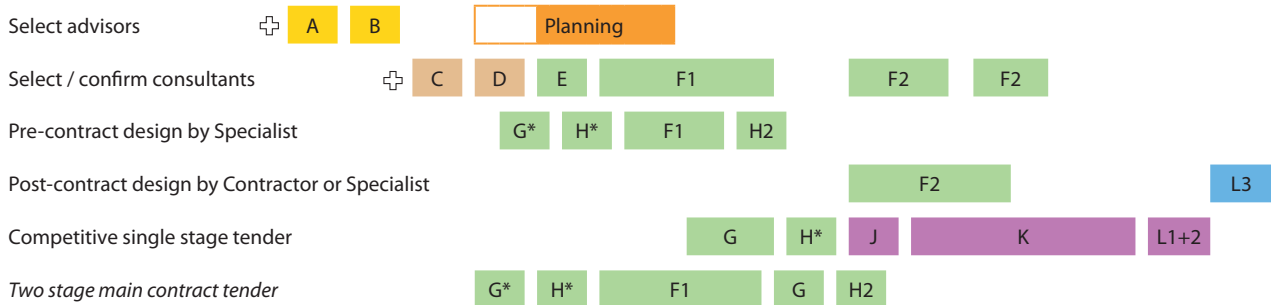 Select advisors A B Planning
Select / confirm consultants C D E F1 F2 F2
Pre-contract design by Specialist G* H* F1 H2
Post-contract design by Contractor or Specialist F2 L3
Competitive single stage tender G H* J K L1+2
Two stage main contract tender G* H* F1 G H2